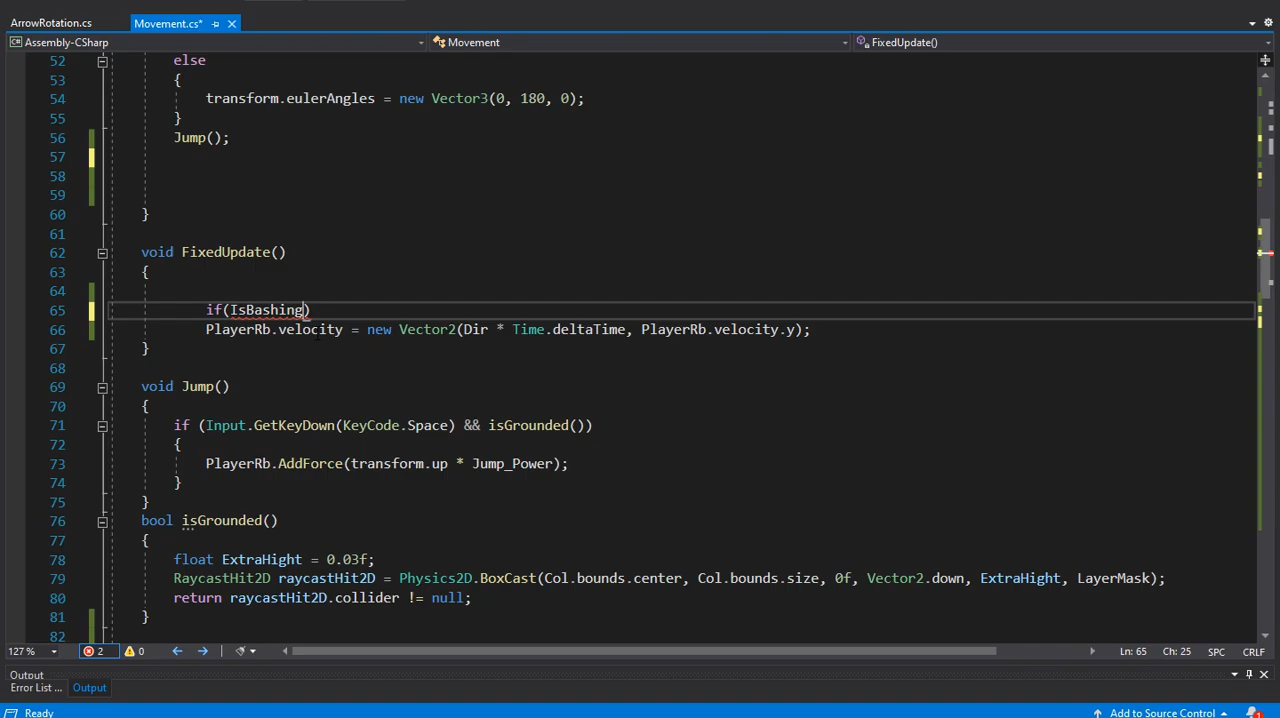 ArrowRotation.cs Movement.cs*
Assembly-CSharp Movement FixedUpdate()
52 else
53 {
54 transform.eulerAngles = new Vector3(0, 180, 0);
55 }
56 Jump();
57
58
59
60 }
61
62 void FixedUpdate()
63 {
64
65 if(IsBashing)
66 PlayerRb.velocity = new Vector2(Dir * Time.deltaTime, PlayerRb.velocity.y);
67 }
68
69 void Jump()
70 {
71 if (Input.GetKeyDown(KeyCode.Space) && isGrounded())
72 {
73 PlayerRb.AddForce(transform.up * Jump_Power);
74 }
75 }
76 bool isGrounded()
77 {
78 float ExtraHight = 0.03f;
79 RaycastHit2D raycastHit2D = Physics2D.BoxCast(Col.bounds.center, Col.bounds.size, 0f, Vector2.down, ExtraHight, LayerMask);
80 return raycastHit2D.collider != null;
81 }
82
127 % 2 0 Ln: 65 Ch: 25 SPC CRLF
Output
Error List ... Output
Ready Add to Source Control 1